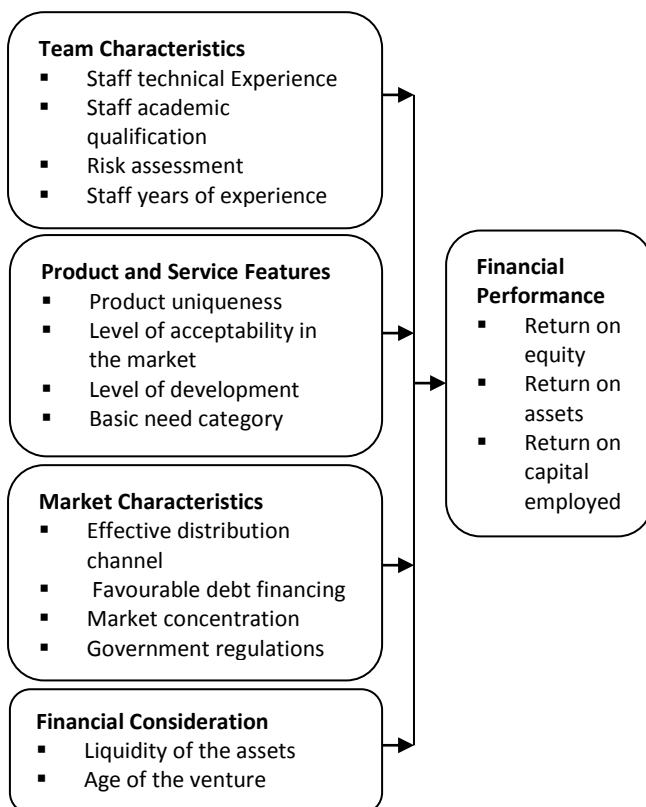 Team Characteristics
▪ Staff technical Experience
▪ Staff academic
qualification
▪ Risk assessment
▪ Staff years of experience
Product and Service Features
▪ Product uniqueness
▪ Level of acceptability in
the market
▪ Level of development
▪ Basic need category
Market Characteristics
▪ Effective distribution
channel
▪ Favourable debt financing
▪ Market concentration
▪ Government regulations
Financial Consideration
▪ Liquidity of the assets
▪ Age of the venture
Financial
Performance
▪ Return on
equity
▪ Return on
assets
▪ Return on
capital
employed